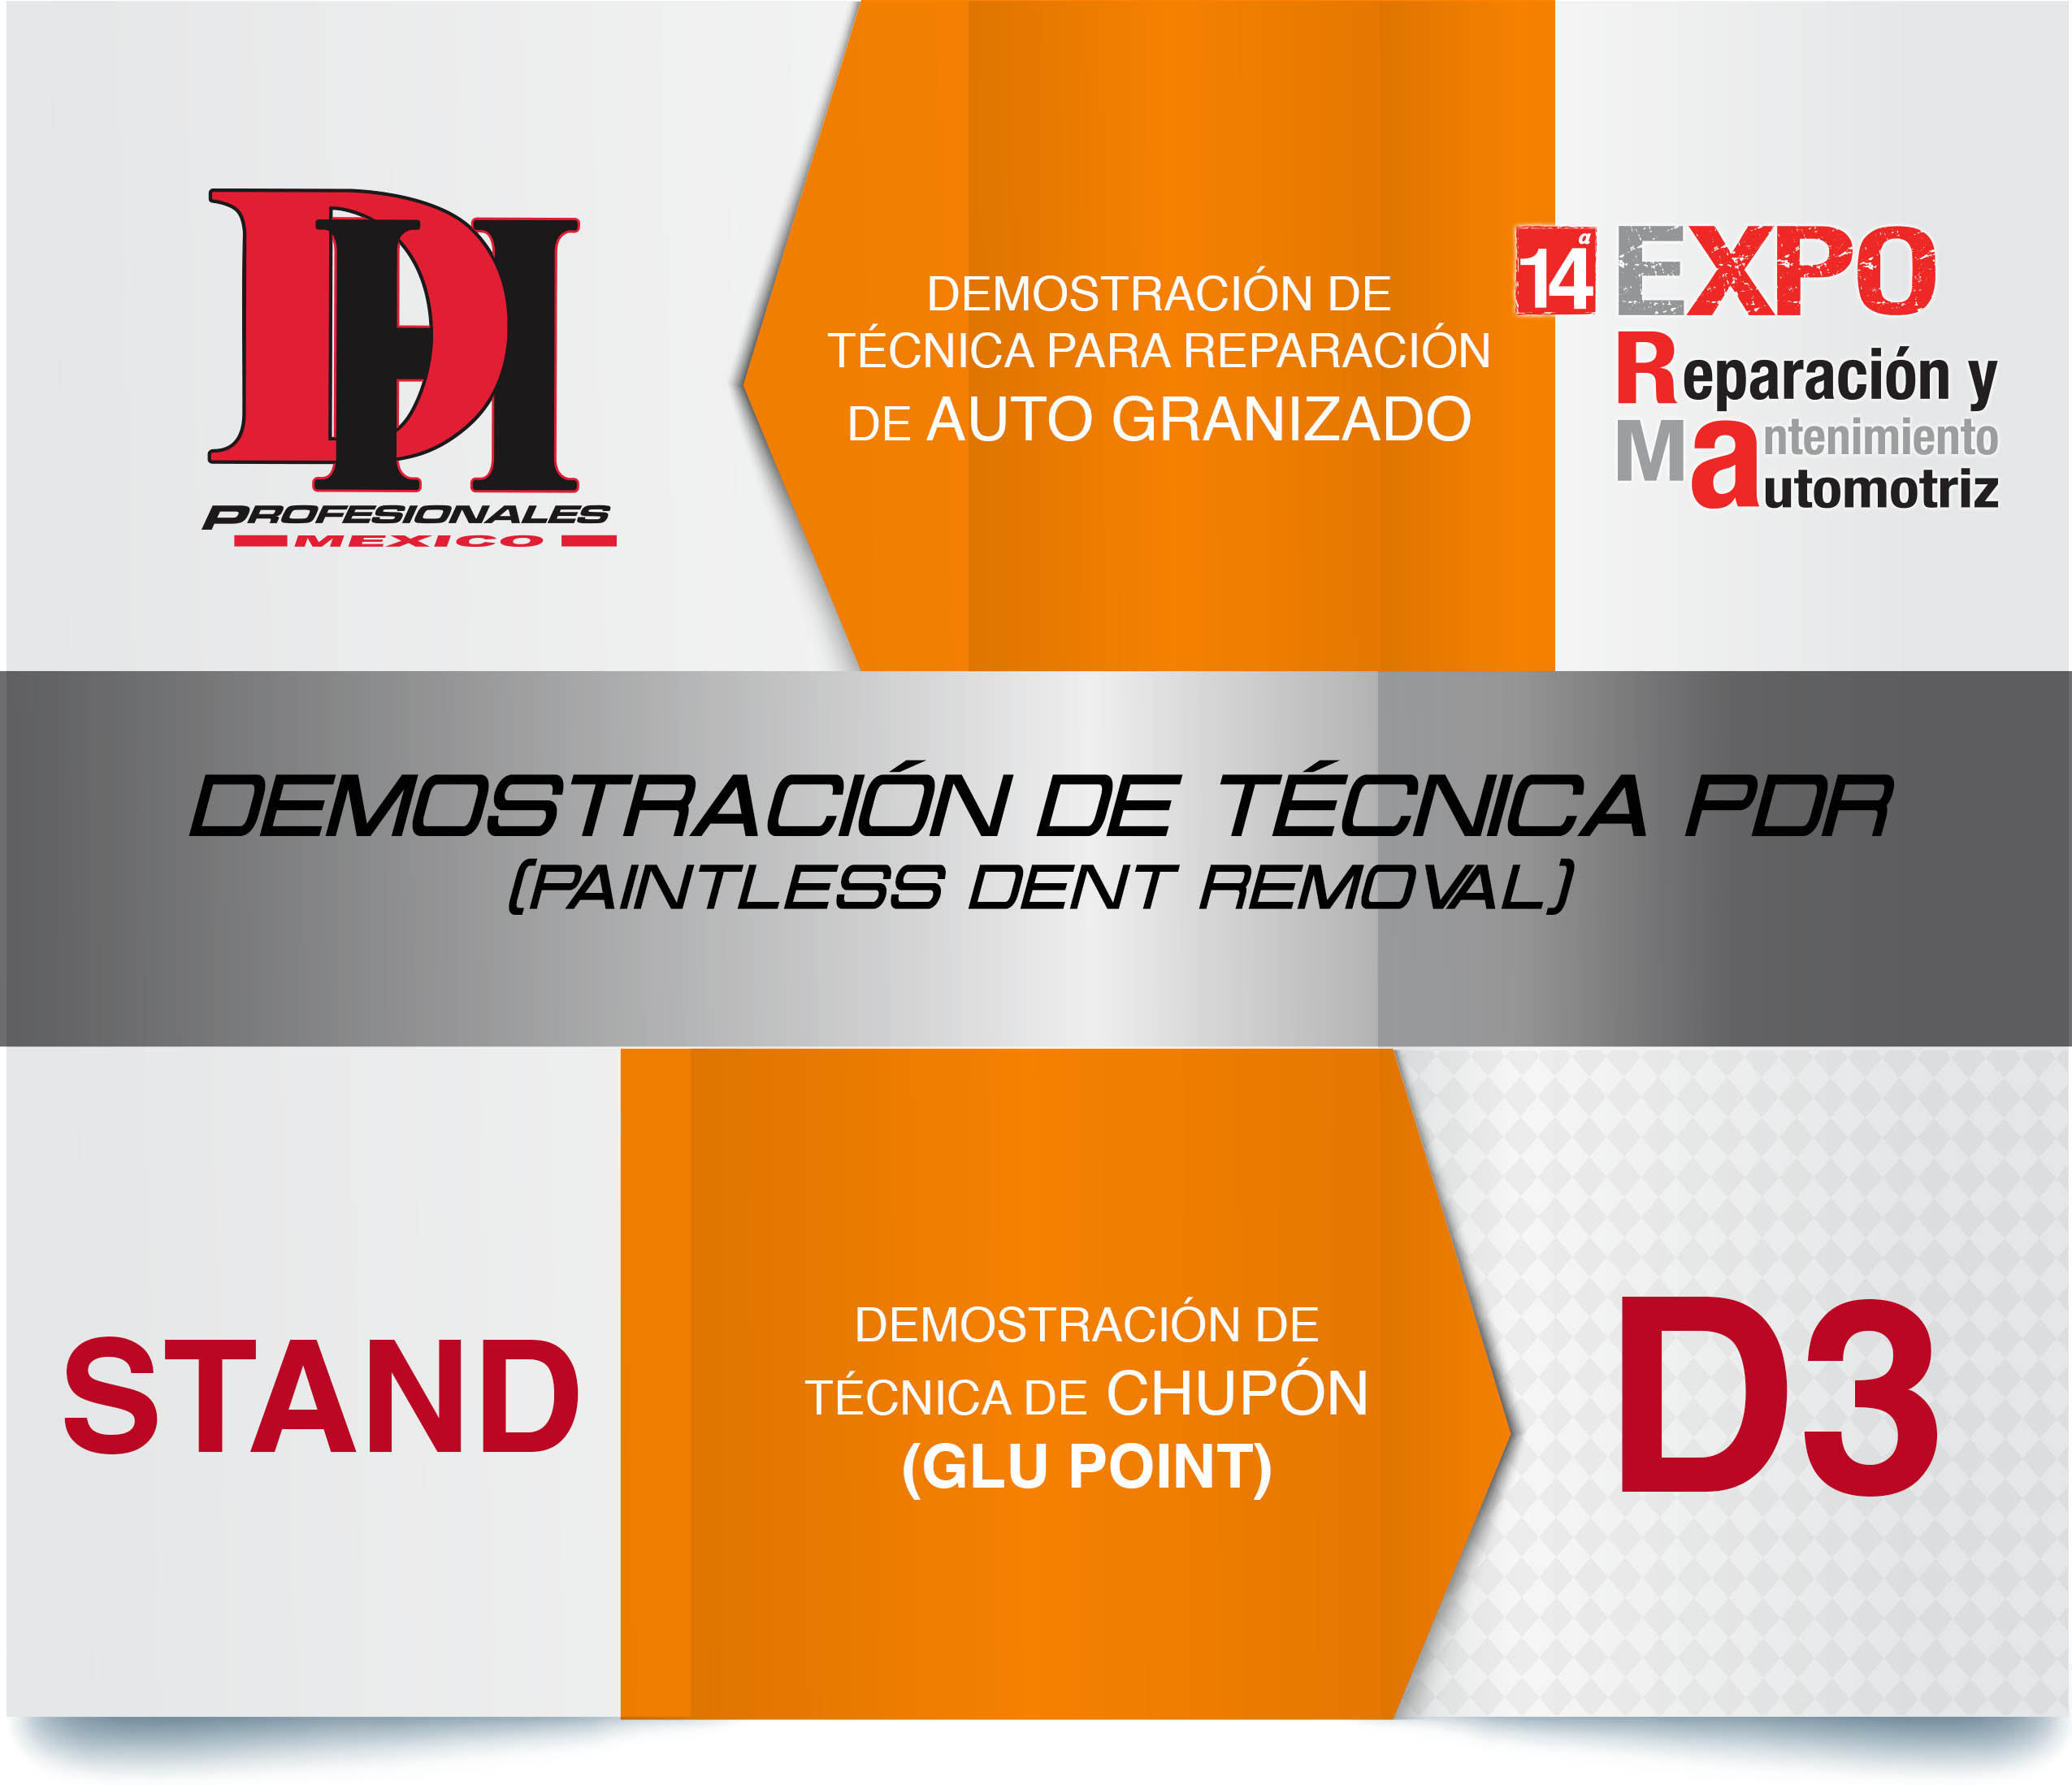 DH
PROFESIONALES
MEXICO
DEMOSTRACIÓN DE
TÉCNICA PARA REPARACIÓN
DE AUTO GRANIZADO
14ª EXPO
Reparación y
Mantenimiento
automotriz
DEMOSTRACIÓN DE TÉCNICA PDR
(PAINTLESS DENT REMOVAL)
STAND
DEMOSTRACIÓN DE
TÉCNICA DE CHUPÓN
(GLU POINT)
D3